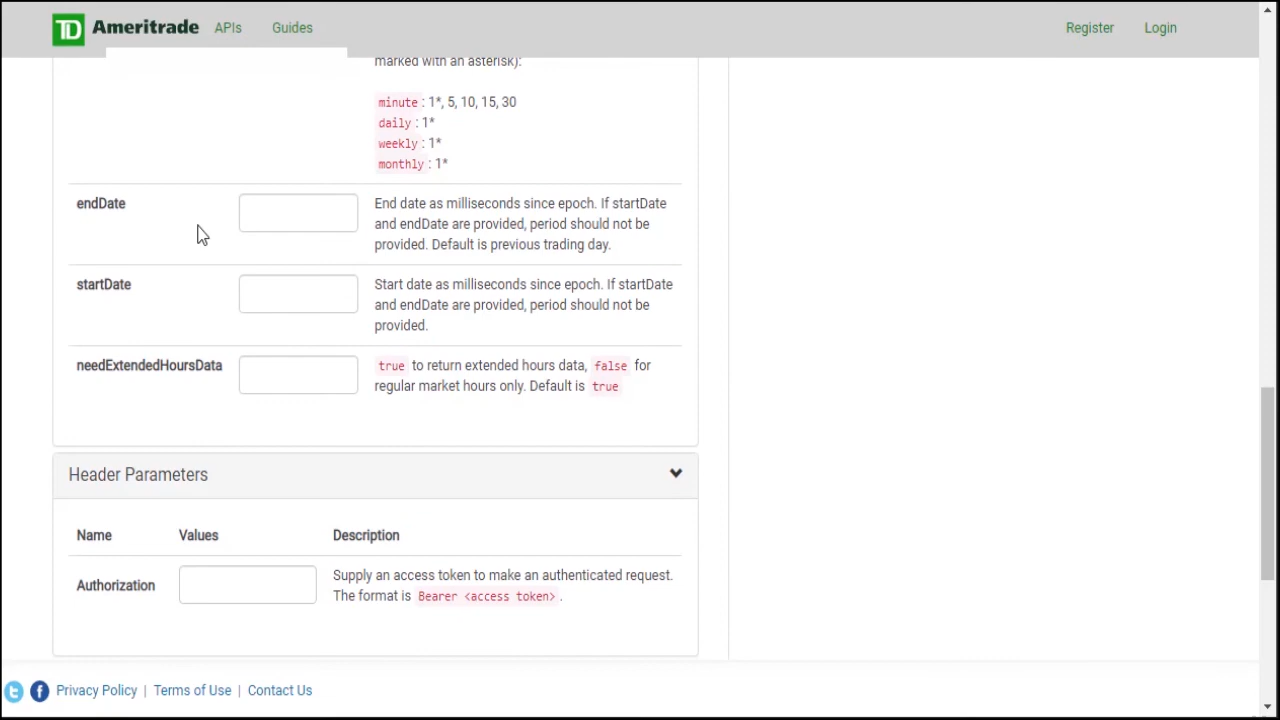 TD Ameritrade APIs Guides Register Login
marked with an asterisk):
minute : 1*, 5, 10, 15, 30
daily : 1*
weekly : 1*
monthly : 1*
endDate
End date as milliseconds since epoch. If startDate
and endDate are provided, period should not be
provided. Default is previous trading day.
startDate
Start date as milliseconds since epoch. If startDate
and endDate are provided, period should not be
provided.
needExtendedHoursData
true to return extended hours data, false for
regular market hours only. Default is true
Header Parameters
Name Values Description
Authorization
Supply an access token to make an authenticated request.
The format is Bearer <access token> .
Privacy Policy | Terms of Use | Contact Us